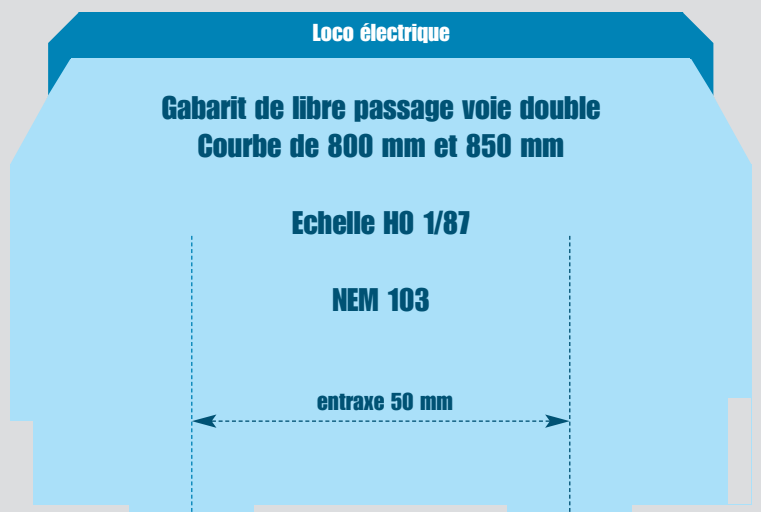 Loco électrique
Gabarit de libre passage voie double
Courbe de 800 mm et 850 mm
Echelle HO 1/87
NEM 103
entraxe 50 mm